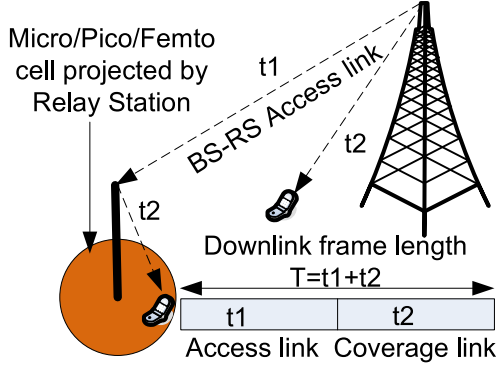 Micro/Pico/Femto
cell projected by
Relay Station
t1
BS-RS Access link
t2
t2
Downlink frame length
T=t1+t2
t1
t2
Access link
Coverage link